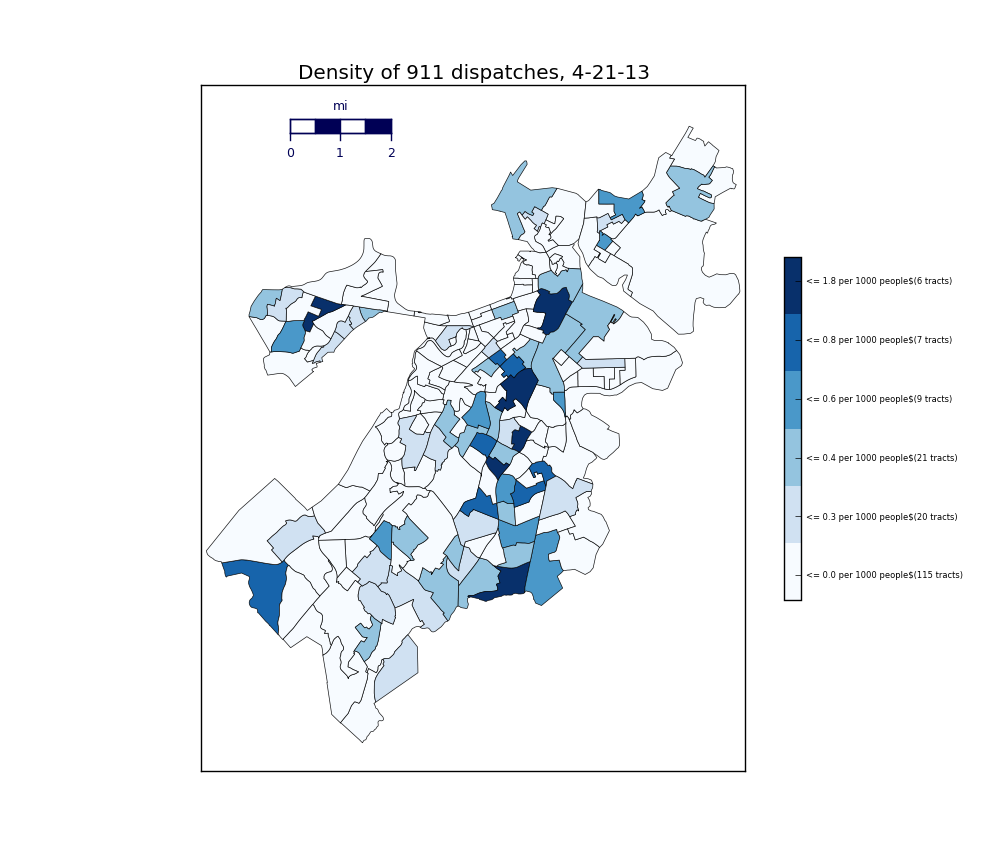 Density of 911 dispatches, 4-21-13
mi
0 1 2
<= 1.8 per 1000 people$(6 tracts)
<= 0.8 per 1000 people$(7 tracts)
<= 0.6 per 1000 people$(9 tracts)
<= 0.4 per 1000 people$(21 tracts)
<= 0.3 per 1000 people$(20 tracts)
<= 0.0 per 1000 people$(115 tracts)